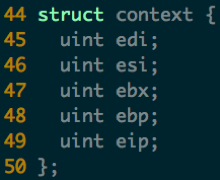 44 struct context {
45   uint edi;
46   uint esi;
47   uint ebx;
48   uint ebp;
49   uint eip;
50 };